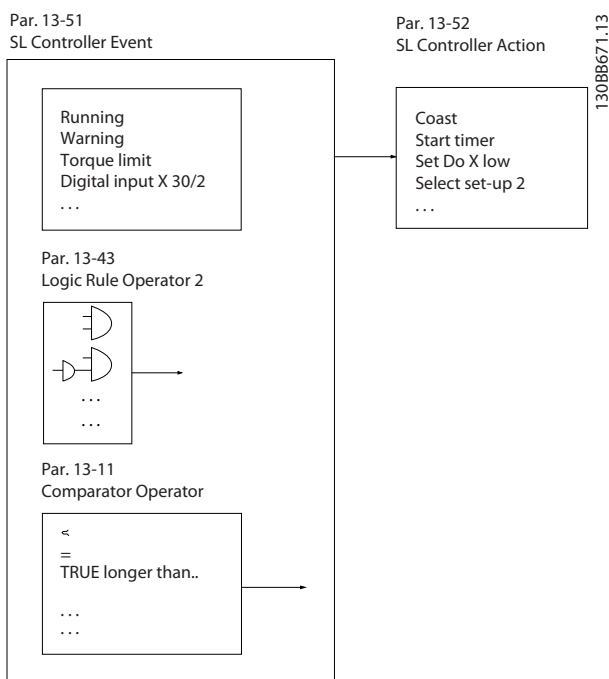 Par. 13-51
SL Controller Event
Par. 13-52
SL Controller Action
130BB671.13
Running
Warning
Torque limit
Digital input X 30/2
. . .
Coast
Start timer
Set Do X low
Select set-up 2
. . .
Par. 13-43
Logic Rule Operator 2
. . .
. . .
Par. 13-11
Comparator Operator
<
=
TRUE longer than..
. . .
. . .